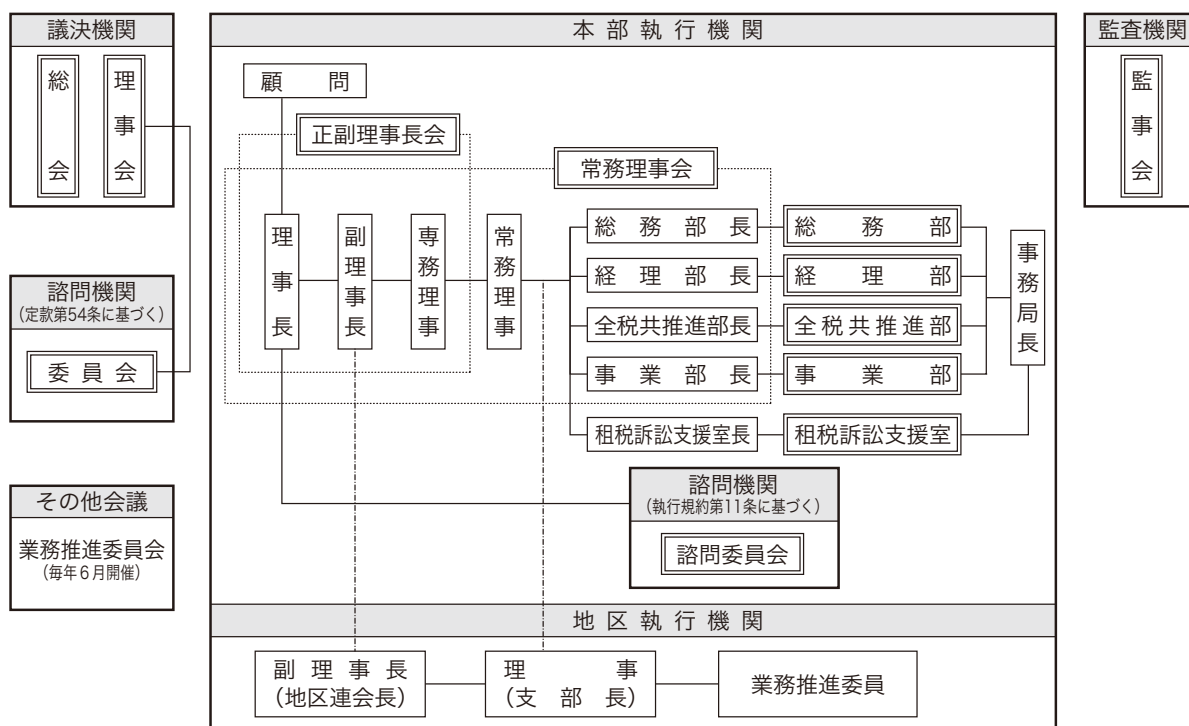 議決機関
総会
理事会
諮問機関
(定款第54条に基づく)
委員会
その他会議
業務推進委員会
(毎年6月開催)
本部執行機関
顧問
正副理事長会
常務理事会
理事長
副理事長
専務理事
常務理事
総務部長
総務部
経理部長
経理部
全税共推進部長
全税共推進部
事業部長
事業部
租税訴訟支援室長
租税訴訟支援室
事務局長
諮問機関
(執行規約第11条に基づく)
諮問委員会
地区執行機関
副理事長
(地区連会長)
理事
(支部長)
業務推進委員
監査機関
監事会